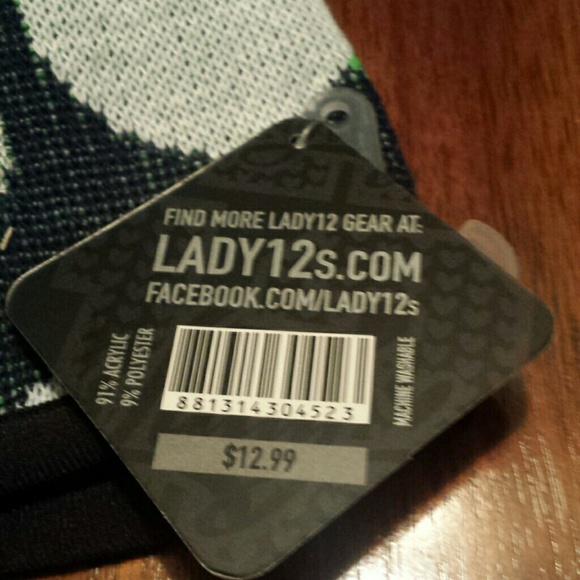 FIND MORE LADY12 GEAR AT:
LADY12s.COM
FACEBOOK.COM/LADY12s
91% ACRYLIC
9% POLYESTER
MACHINE WASHABLE
881314304523
$12.99